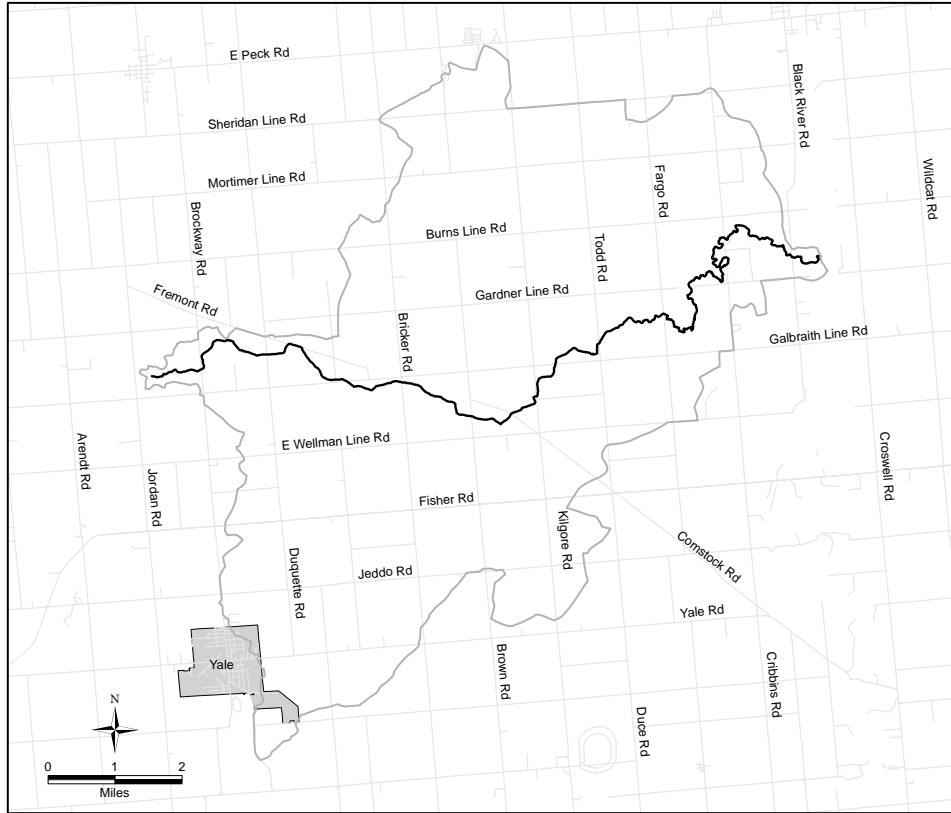 E Peck Rd
Black River Rd
Sheridan Line Rd
Mortimer Line Rd
Fargo Rd
Wildcat Rd
Brockway Rd
Burns Line Rd
Todd Rd
Fremont Rd
Gardner Line Rd
Bricker Rd
Galbraith Line Rd
E Wellman Line Rd
Arendt Rd
Jordan Rd
Croswell Rd
Fisher Rd
Kilgore Rd
Comstock Rd
Duquette Rd
Jeddo Rd
Yale Rd
Yale
Brown Rd
Cribbins Rd
Duce Rd
N
0 1 2
Miles